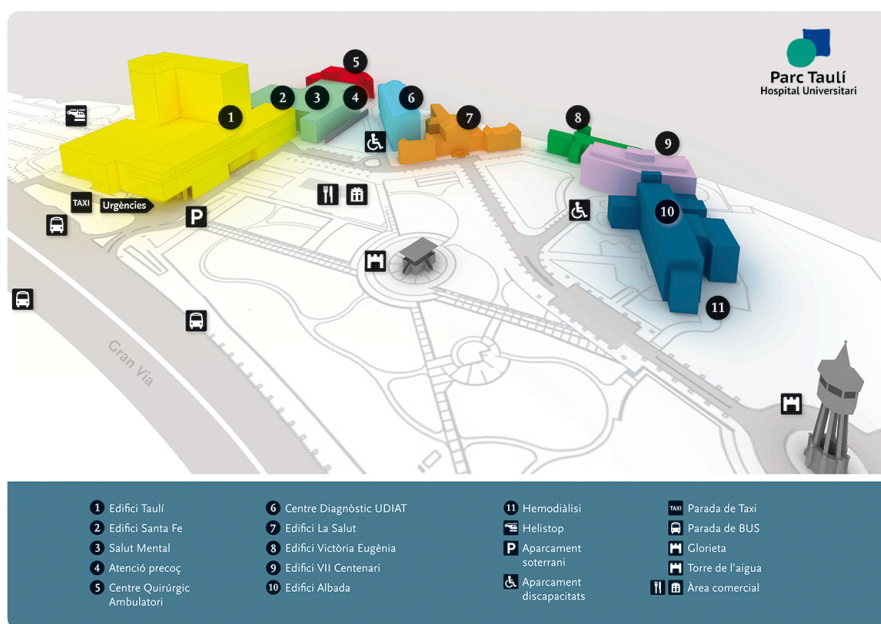 Parc Taulí
Hospital Universitari
5
2
3
4
6
1
7
8
9
TAXI
Urgències
P
10
11
Gran Via
1 Edifici Taulí
2 Edifici Santa Fe
3 Salut Mental
4 Atenció precoç
5 Centre Quirúrgic
Ambulatori
6 Centre Diagnòstic UDIAT
7 Edifici La Salut
8 Edifici Victòria Eugènia
9 Edifici VII Centenari
10 Edifici Albada
11 Hemodiàlisi
Helistop
P Aparcament
soterrani
Aparcament
discapacitats
TAXI Parada de Taxi
Parada de BUS
Glorieta
Torre de l'aigua
Àrea comercial